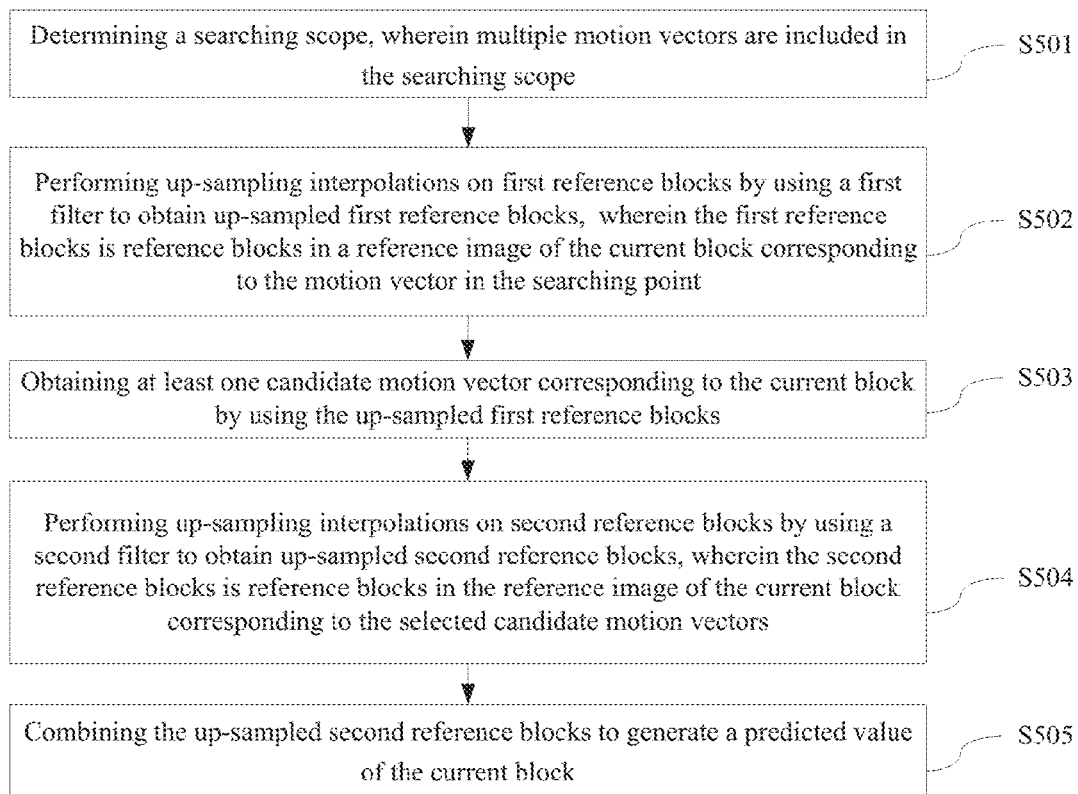 Determining a searching scope, wherein multiple motion vectors are included in
the searching scope
S501
Performing up-sampling interpolations on first reference blocks by using a first
filter to obtain up-sampled first reference blocks, wherein the first reference
blocks is reference blocks in a reference image of the current block corresponding
to the motion vector in the searching point
S502
Obtaining at least one candidate motion vector corresponding to the current block
by using the up-sampled first reference blocks
S503
Performing up-sampling interpolations on second reference blocks by using a
second filter to obtain up-sampled second reference blocks, wherein the second
reference blocks is reference blocks in the reference image of the current block
corresponding to the selected candidate motion vectors
S504
Combining the up-sampled second reference blocks to generate a predicted value
of the current block
S505